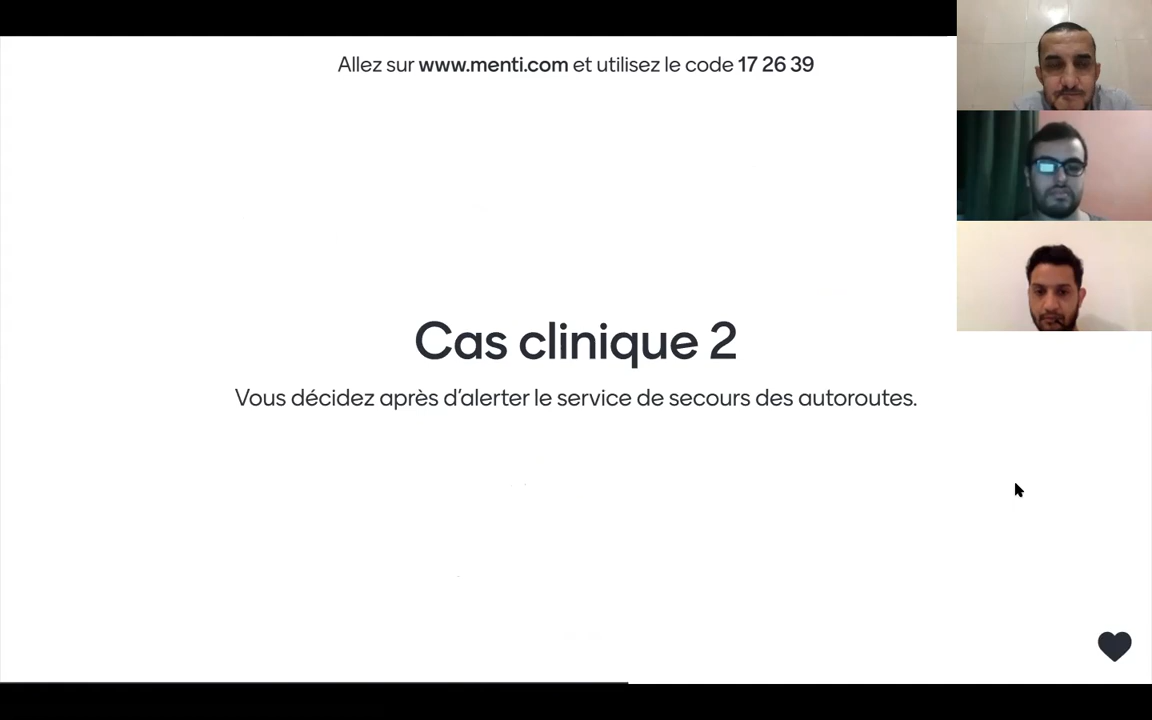 Allez sur www.menti.com et utilisez le code 17 26 39
Cas clinique 2
Vous décidez après d’alerter le service de secours des autoroutes.